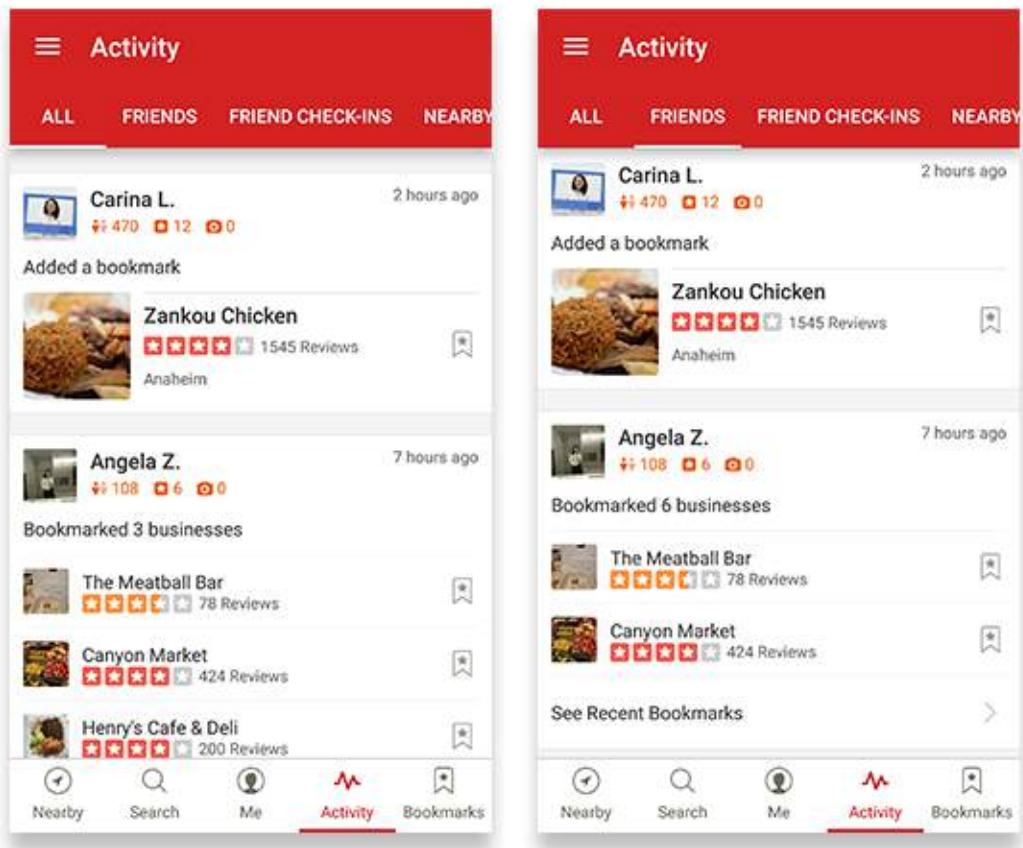 Activity
ALL FRIENDS FRIEND CHECK-INS NEARBY
Carina L. 2 hours ago
470 12 0
Added a bookmark
Zankou Chicken
1545 Reviews
Anaheim
Angela Z. 7 hours ago
108 6 0
Bookmarked 3 businesses
The Meatball Bar
78 Reviews
Canyon Market
424 Reviews
Henry's Cafe & Deli
200 Reviews
Nearby Search Me Activity Bookmarks
Activity
ALL FRIENDS FRIEND CHECK-INS NEARBY
Carina L. 2 hours ago
470 12 0
Added a bookmark
Zankou Chicken
1545 Reviews
Anaheim
Angela Z. 7 hours ago
108 6 0
Bookmarked 6 businesses
The Meatball Bar
78 Reviews
Canyon Market
424 Reviews
See Recent Bookmarks
Nearby Search Me Activity Bookmarks